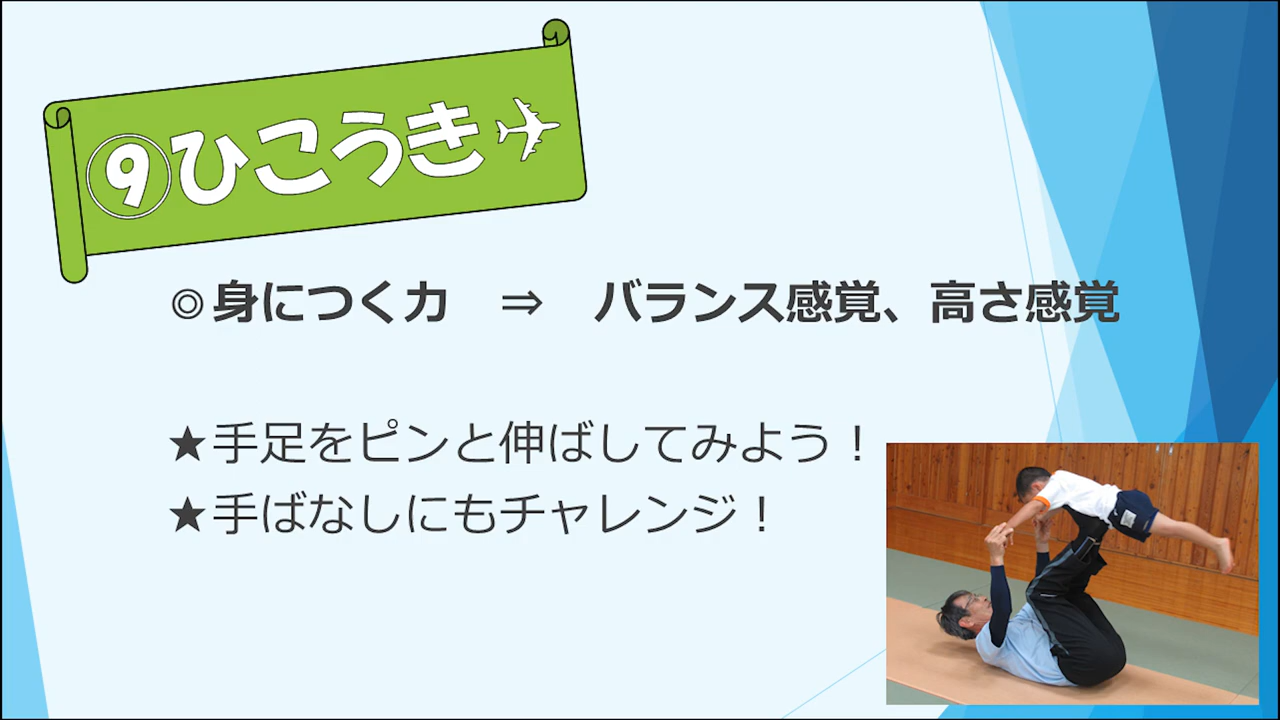 ⑨ひこうき✈
◎身につく力　⇒　バランス感覚、高さ感覚
★手足をピンと伸ばしてみよう！
★手ばなしにもチャレンジ！